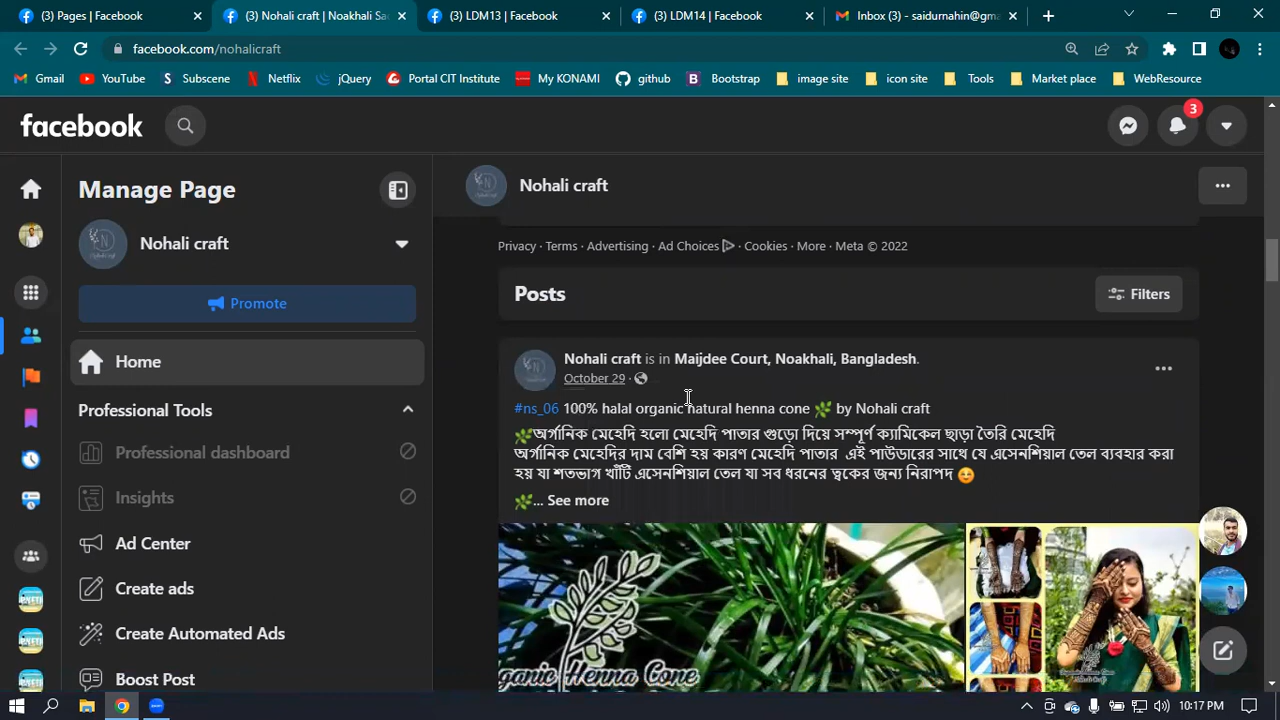 (3) Pages | Facebook
(3) Nohali craft | Noakhali Sa
(3) LDM13 | Facebook
(3) LDM14 | Facebook
Inbox (3) - saidurnahin@gma
facebook.com/nohalicraft
Gmail YouTube Subscene Netflix jQuery Portal CIT Institute My KONAMI github Bootstrap image site icon site Tools Market place WebResource
facebook
3
Manage Page
Nohali craft
Nohali craft
Privacy · Terms · Advertising · Ad Choices · Cookies · More · Meta © 2022
Promote
Posts
Filters
Home
Nohali craft is in Maijdee Court, Noakhali, Bangladesh.
October 29 ·
Professional Tools
#ns_06 100% halal organic natural henna cone 🌿 by Nohali craft
🌿অর্গানিক মেহেদি হলো মেহেদি পাতার গুড়ো দিয়ে সম্পূর্ণ ক্যামিকেল ছাড়া তৈরি মেহেদি
অর্গানিক মেহেদির দাম বেশি হয় কারণ মেহেদি পাতার এই পাউডারের সাথে যে এসেনশিয়াল তেল ব্যবহার করা
হয় যা শতভাগ খাঁটি এসেনশিয়াল তেল যা সব ধরনের ত্বকের জন্য নিরাপদ ☺️
🌿... See more
Professional dashboard
Insights
Ad Center
Create ads
Create Automated Ads
Boost Post
Organic Henna Cone
10:17 PM